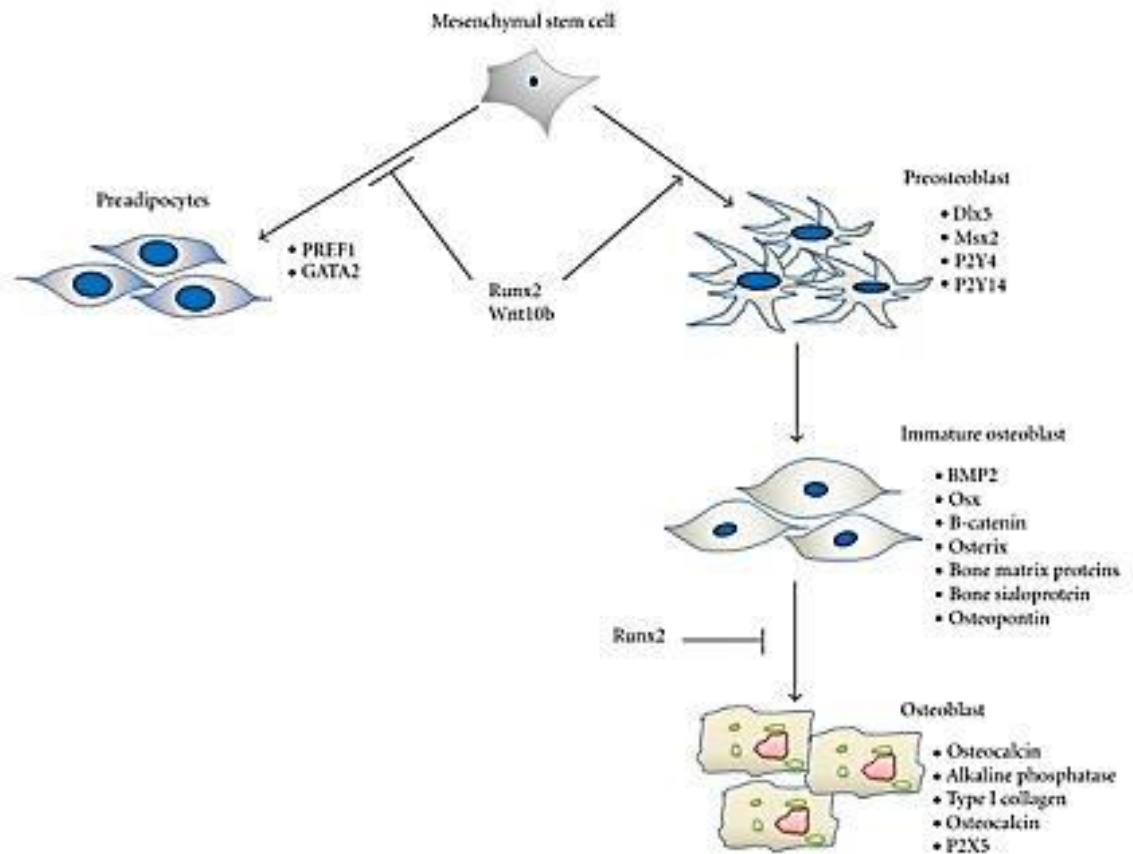 Mesenchymal stem cell
Preadipocytes
• PREF1
• GATA2
Runx2
Wnt10b
Preosteoblast
• Dlx5
• Msx2
• P2Y4
• P2Y14
Immature osteoblast
• BMP2
• Osx
• B-catenin
• Osterix
• Bone matrix proteins
• Bone sialoprotein
• Osteopontin
Runx2
Osteoblast
• Osteocalcin
• Alkaline phosphatase
• Type I collagen
• Osteocalcin
• P2X5